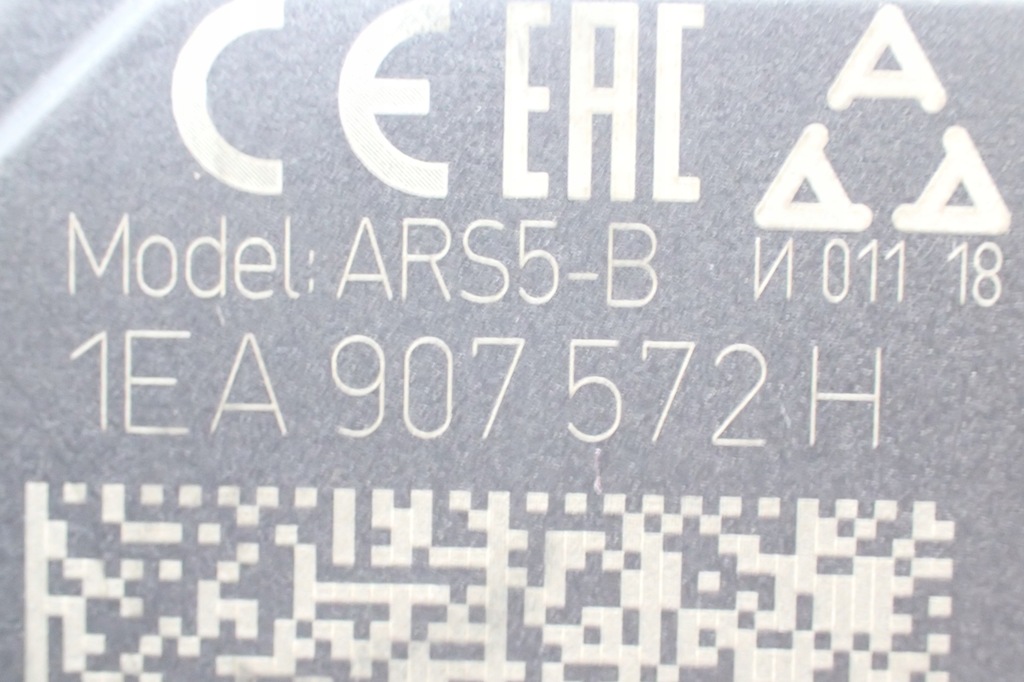 CE EAC
Model: ARS5-B
И 011 18
1EA 907 572 H